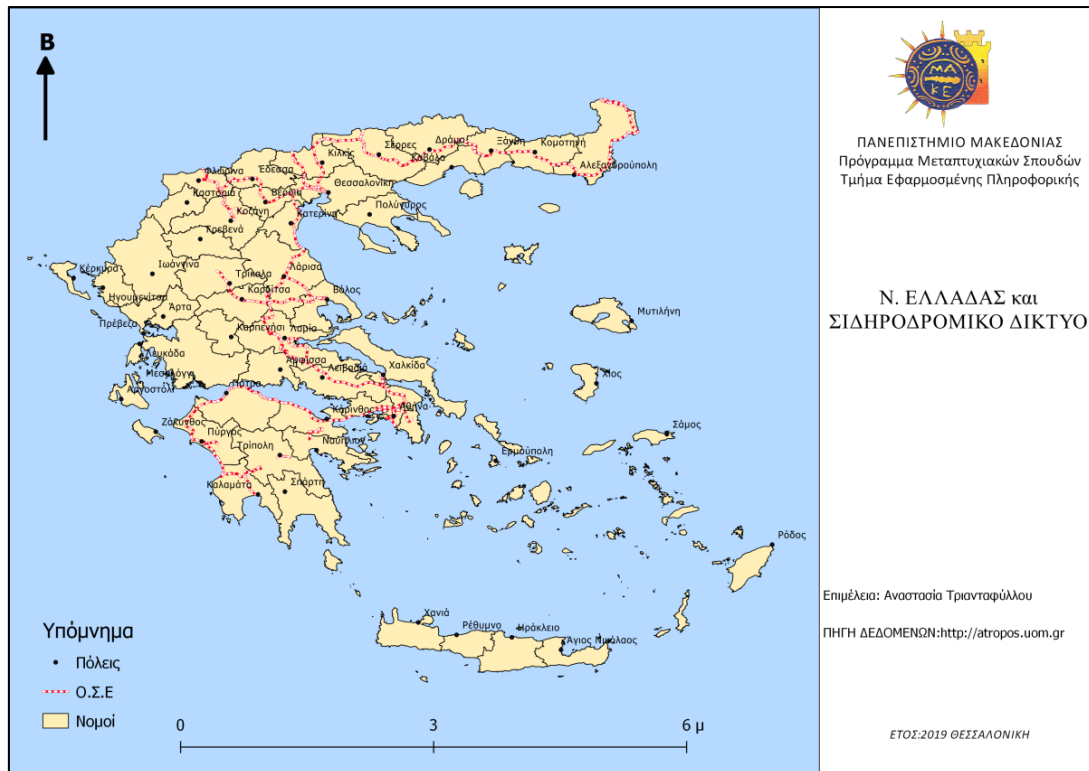 Β
Δράμα
Ξάνθη
Σέρρες
Κομοτηνή
Καβάλα
Κιλκίς
Αλεξανδρούπολη
Έδεσσα
Φλώρινα
Θεσσαλονίκη
Βέροια
Καστοριά
Πολύγυρος
Κοζάνη
Κατερίνη
Γρεβενά
Λάρισα
Ιωάννινα
Κέρκυρα
Τρίκαλα
Ηγουμενίτσα
Καρδίτσα
Βόλος
Άρτα
Μυτιλήνη
Πρέβεζα
Καρπενήσι
Λαμία
Λευκάδα
Άμφισσα
Χαλκίδα
Μεσολόγγι
Λειβαδιά
Χίος
Πάτρα
Αργοστόλι
Κόρινθος
Αθήνα
Ζάκυνθος
Πύργος
Σάμος
Τρίπολη
Ναύπλιο
Ερμούπολη
Καλαμάτα
Σπάρτη
Ρόδος
Χανιά
Ρέθυμνο
Ηράκλειο
Άγιος Νικόλαος
Υπόμνημα
Πόλεις
Ο.Σ.Ε
Νομοί
0 3 6 μ
ΜΑ
ΚΕ
ΠΑΝΕΠΙΣΤΗΜΙΟ ΜΑΚΕΔΟΝΙΑΣ
Πρόγραμμα Μεταπτυχιακών Σπουδών
Τμήμα Εφαρμοσμένης Πληροφορικής
Ν. ΕΛΛΑΔΑΣ και
ΣΙΔΗΡΟΔΡΟΜΙΚΟ ΔΙΚΤΥΟ
Επιμέλεια: Αναστασία Τριανταφύλλου
ΠΗΓΗ ΔΕΔΟΜΕΝΩΝ:http://atropos.uom.gr
ΕΤΟΣ:2019 ΘΕΣΣΑΛΟΝΙΚΗ